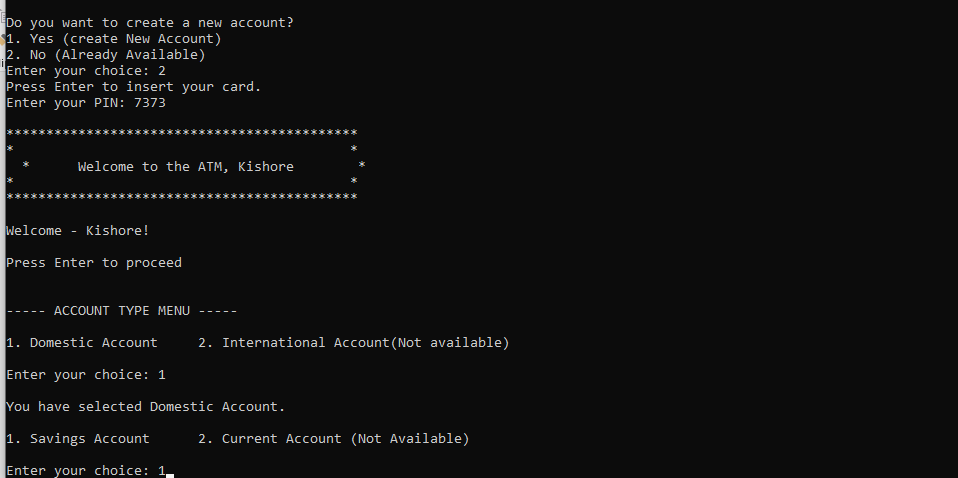 Do you want to create a new account?
1. Yes (create New Account)
2. No (Already Available)
Enter your choice: 2
Press Enter to insert your card.
Enter your PIN: 7373
********************************************
*                                          *
  *      Welcome to the ATM, Kishore        *
*                                          *
********************************************
Welcome - Kishore!
Press Enter to proceed
----- ACCOUNT TYPE MENU -----
1. Domestic Account     2. International Account(Not available)
Enter your choice: 1
You have selected Domestic Account.
1. Savings Account      2. Current Account (Not Available)
Enter your choice: 1